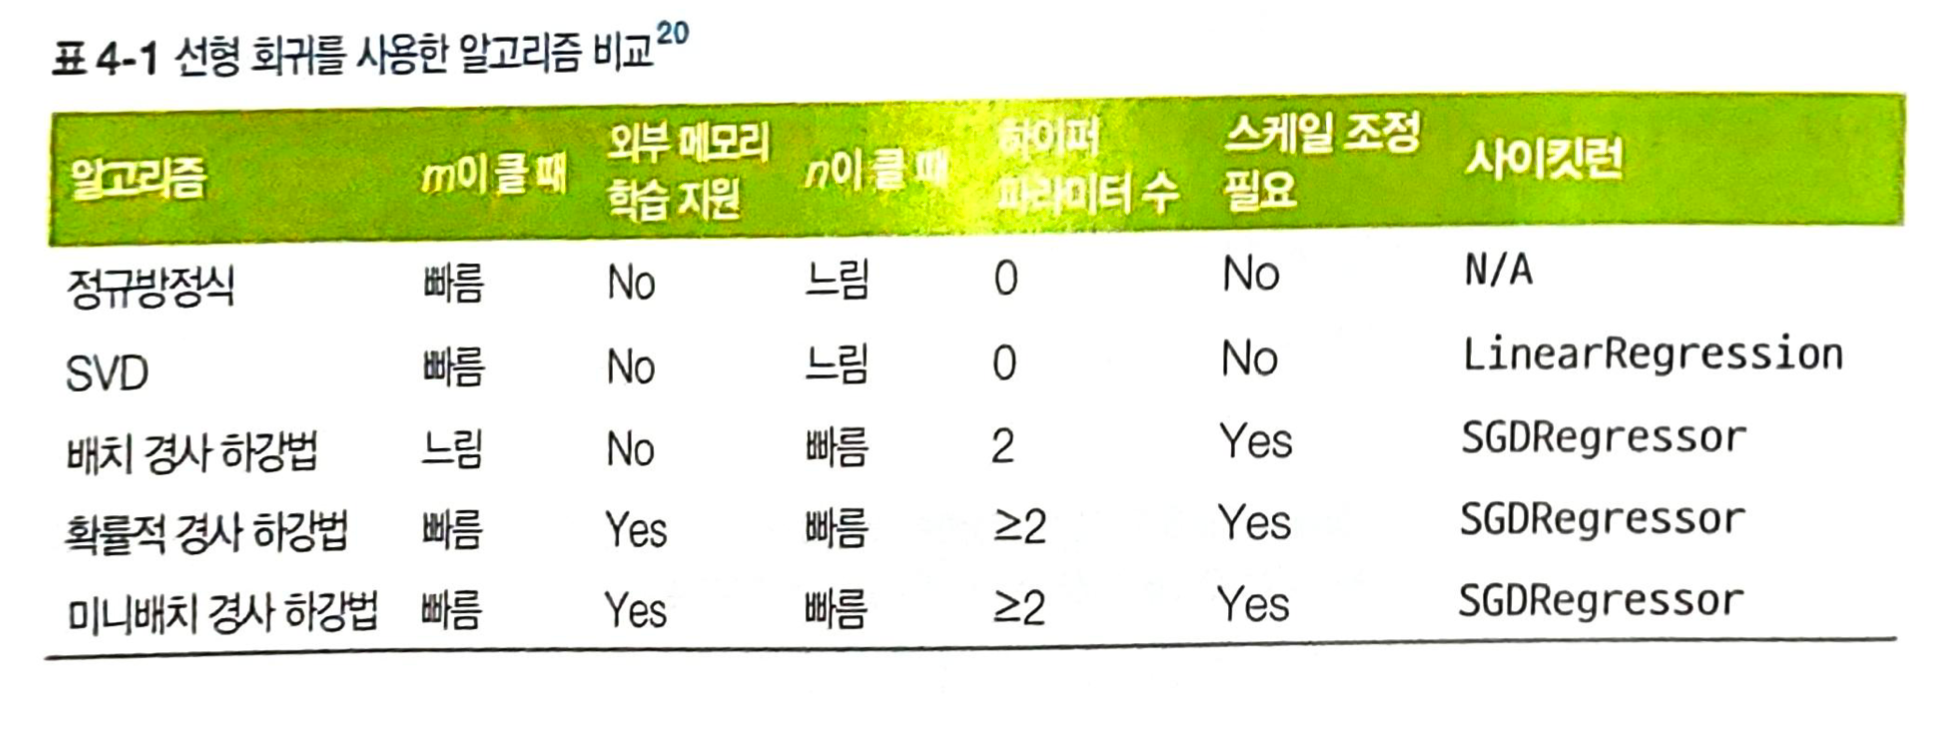 표 4-1 선형 회귀를 사용한 알고리즘 비교20
알고리즘 m이 클 때 외부 메모리 학습 지원 n이 클 때 하이퍼 파라미터 수 스케일 조정 필요 사이킷런
정규방정식 빠름 No 느림 0 No N/A
SVD 빠름 No 느림 0 No LinearRegression
배치 경사 하강법 느림 No 빠름 2 Yes SGDRegressor
확률적 경사 하강법 빠름 Yes 빠름 ≥2 Yes SGDRegressor
미니배치 경사 하강법 빠름 Yes 빠름 ≥2 Yes SGDRegressor